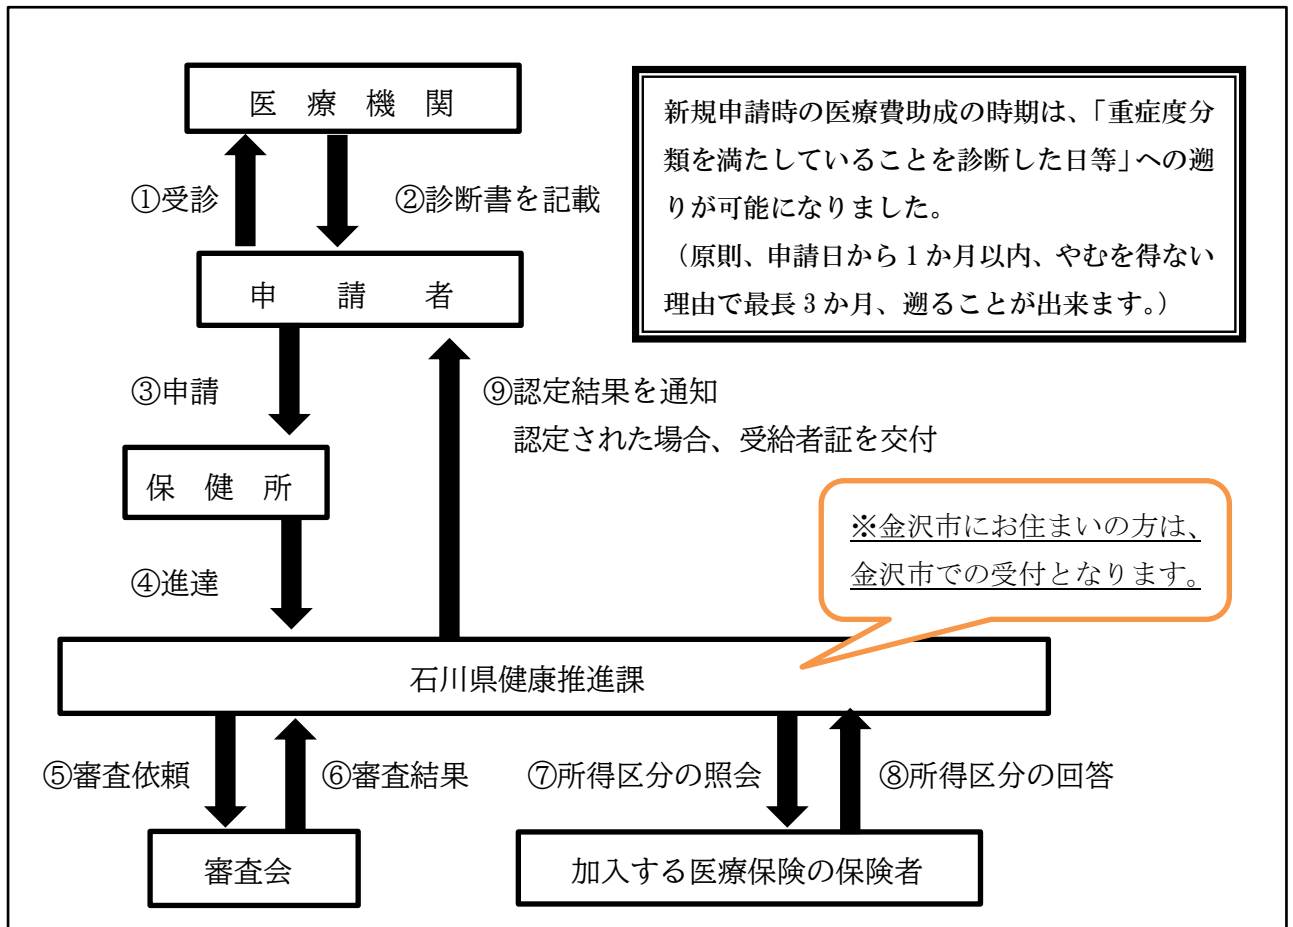 医療機関
新規申請時の医療費助成の時期は、「重症度分
類を満たしていることを診断した日等」への遡
りが可能になりました。
（原則、申請日から1か月以内、やむを得ない
理由で最長3か月、遡ることが出来ます。）
①受診
②診断書を記載
申請者
③申請
⑨認定結果を通知
認定された場合、受給者証を交付
保健所
※金沢市にお住まいの方は、
金沢市での受付となります。
④進達
石川県健康推進課
⑤審査依頼
⑥審査結果
⑦所得区分の照会
⑧所得区分の回答
審査会
加入する医療保険の保険者